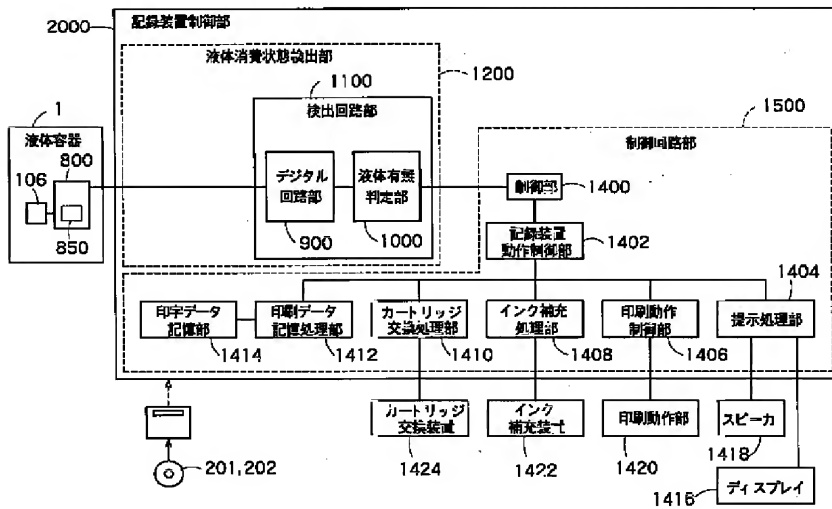 2000
記録装置制御部
液体消費状態検出部
1200
1100
検出回路部
1500
制御回路部
1
液体容器
800
106
850
デジタル
回路部
900
液体有無
判定部
1000
制御部
1400
記録装置
動作制御部
1402
1404
印字データ
記憶部
1414
印刷データ
記憶処理部
1412
カートリッジ
交換処理部
1410
インク補充
処理部
1408
印刷動作
制御部
1406
提示処理部
カートリッジ
交換装置
1424
インク
補充装置
1422
印刷動作部
1420
スピーカ
1418
ディスプレイ
1416
201,202